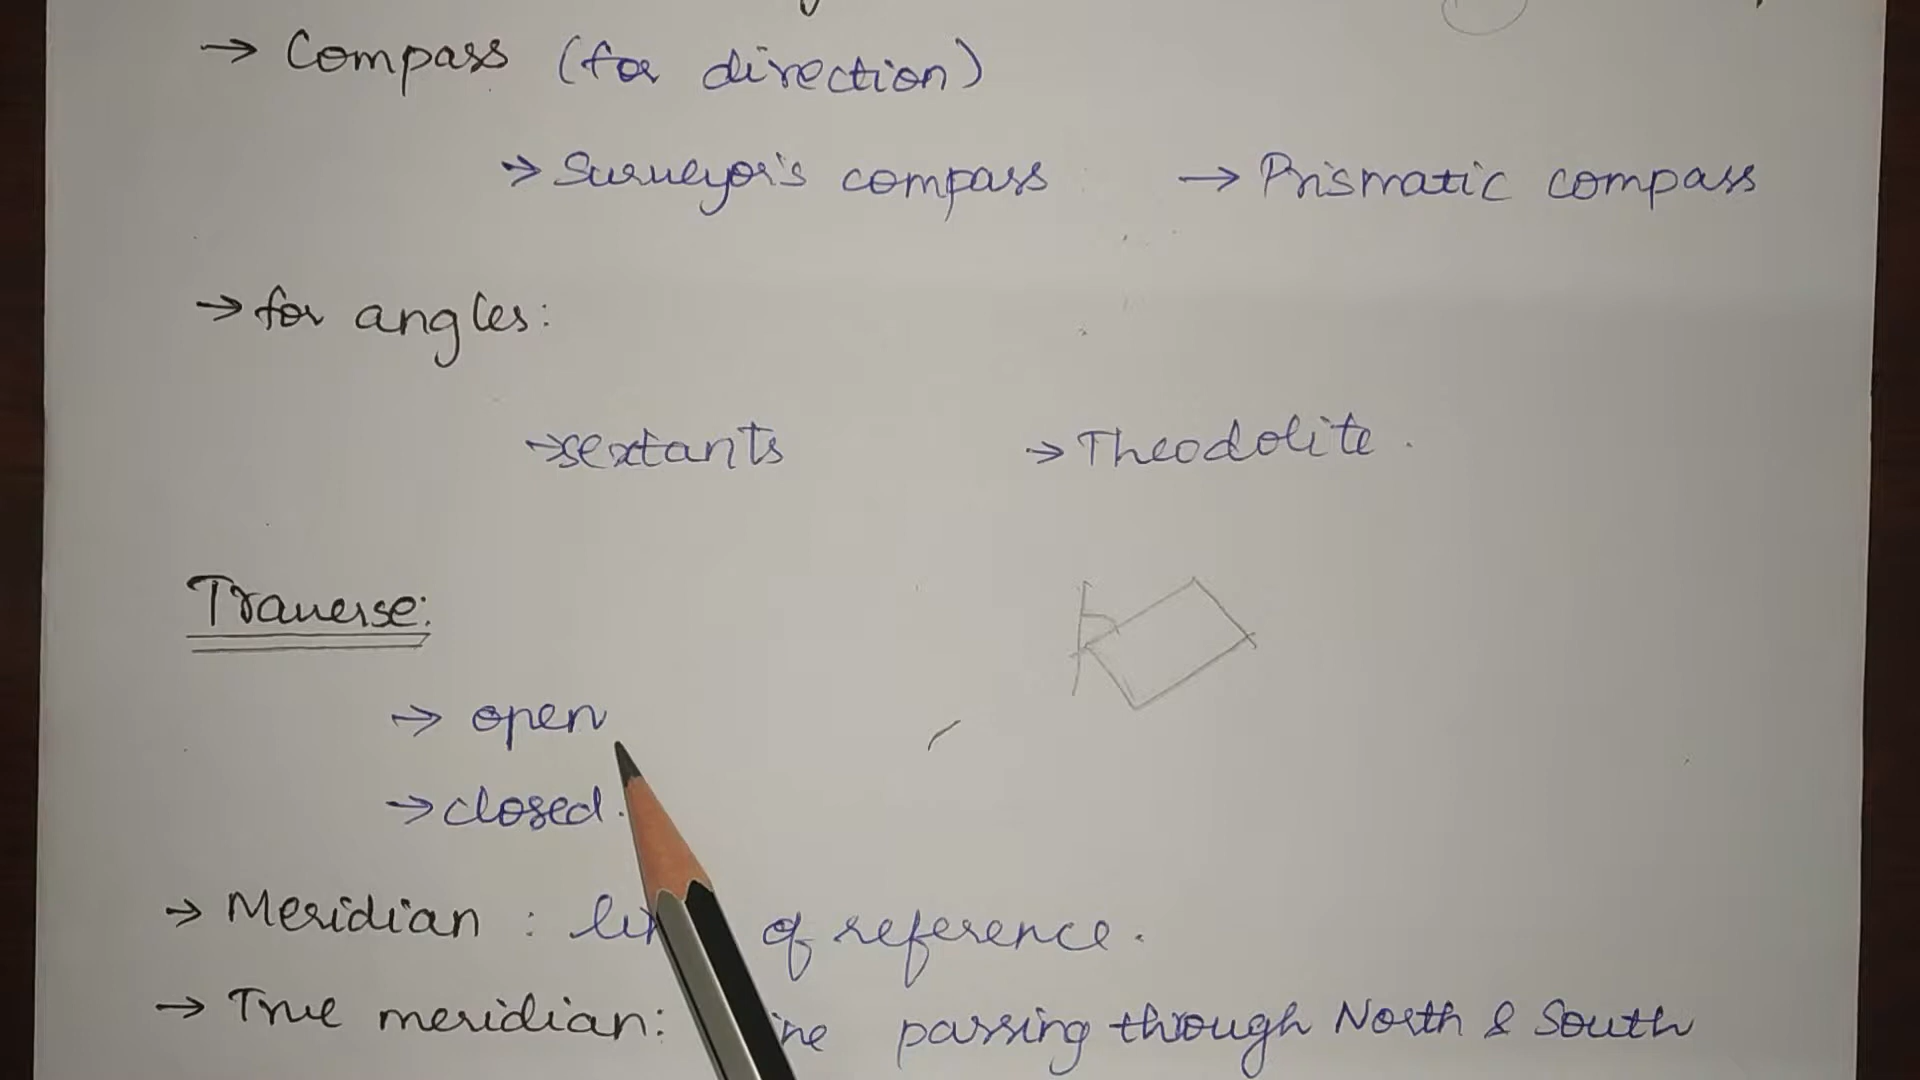 → Compass (for direction)
→ Surveyor's compass → Prismatic compass
→ for angles:
→ sextants → Theodolite.
Traverse:
→ open
→ closed.
→ Meridian : of reference.
→ True meridian: passing through North & South